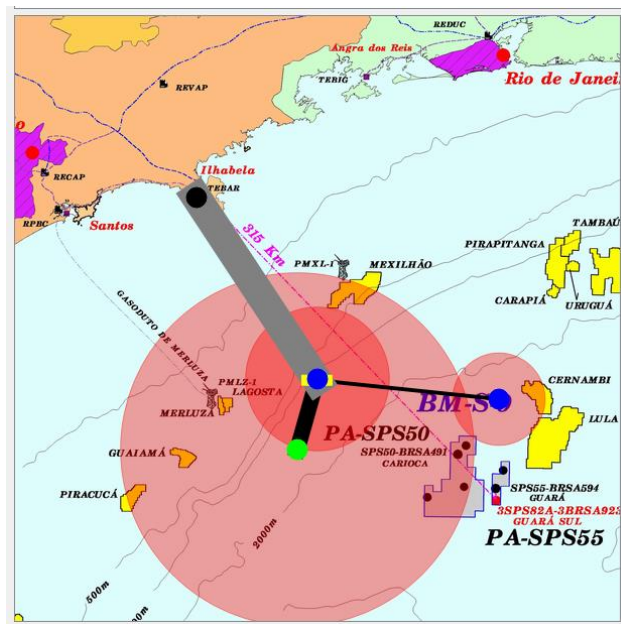 REDUC
Angra dos Reis
TEBIG
Rio de Janei
REVAP
o
RECAP
Ilhabela
TEBAR
RPBC
Santos
315 Km
PMXL-1
MEXILHÃO
TAMBAÚ
PIRAPITANGA
CARAPIÁ
URUGUÁ
GASODUTO DE MERLUZA
PMLZ-1
LAGOSTA
MERLUZA
CERNAMBI
BM-S
LULA
PA-SPS50
SPS50-BRSA491
CARIOCA
GUAIAMÁ
PIRACUCÁ
SPS55-BRSA594
GUARÁ
3SPS82A-3BRSA923
GUARÁ SUL
PA-SPS55
2000m
500m
00m